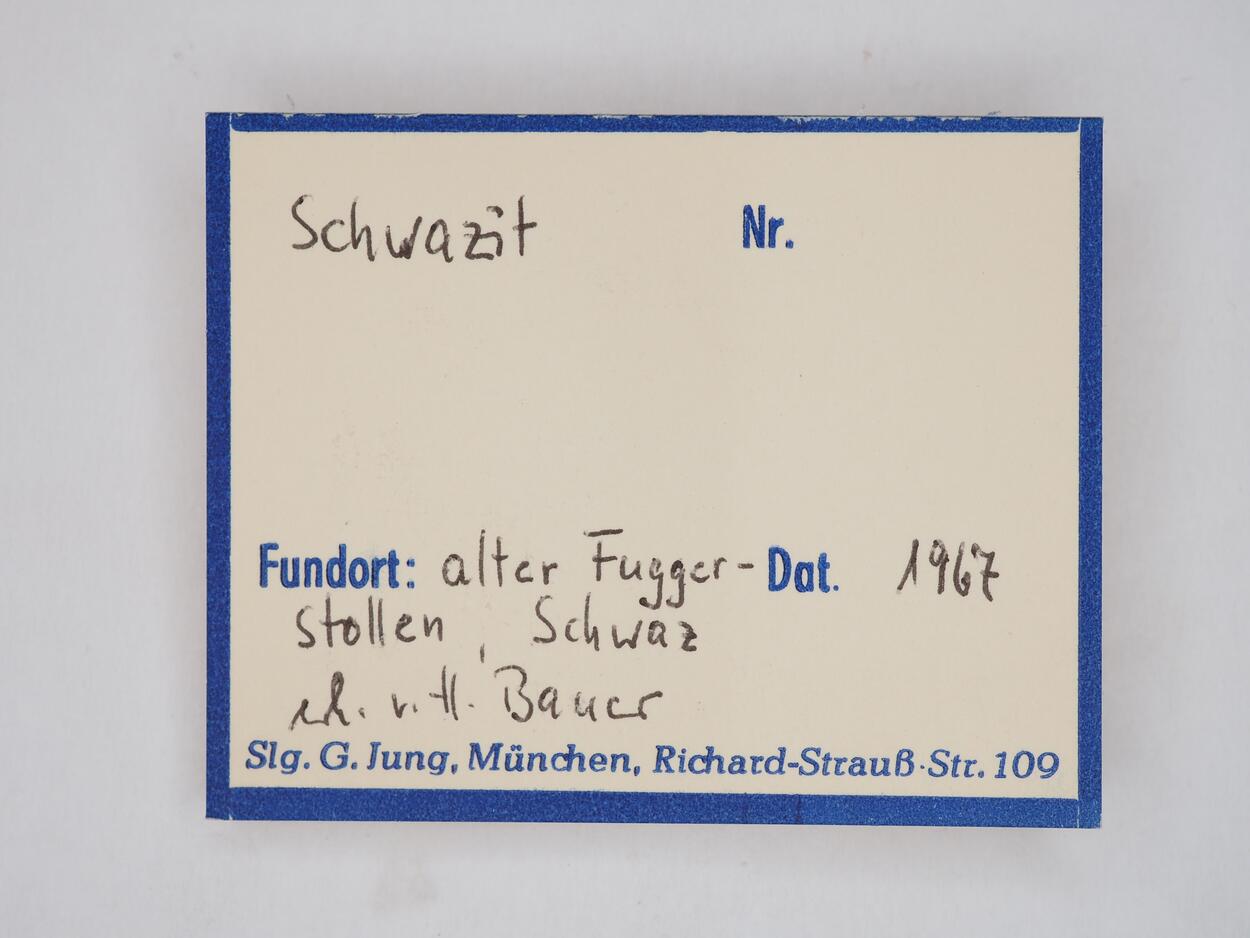 Schwazit Nr.
Fundort: alter Fugger- Dat. 1967
stollen, Schwaz
erh. v. H. Bauer
Slg. G. Jung, München, Richard-Strauß-Str. 109